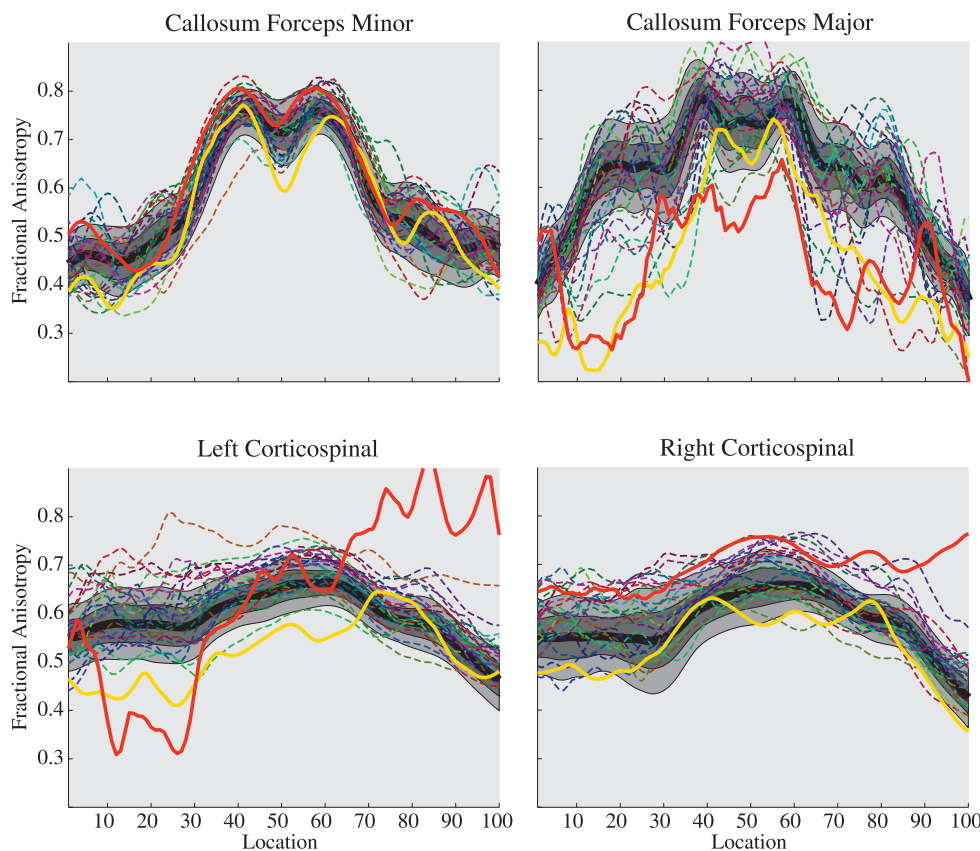 Callosum Forceps Minor
Callosum Forceps Major
Fractional Anisotropy
0.8
0.7
0.6
0.5
0.4
0.3
Left Corticospinal
Right Corticospinal
Fractional Anisotropy
0.8
0.7
0.6
0.5
0.4
0.3
10 20 30 40 50 60 70 80 90 100
10 20 30 40 50 60 70 80 90 100
Location
Location